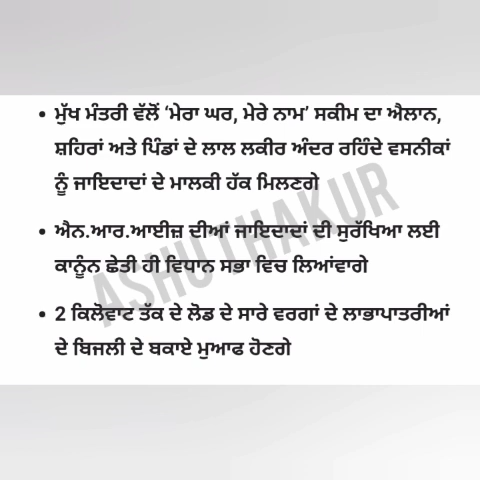 • ਮੁੱਖ ਮੰਤਰੀ ਵੱਲੋਂ ‘ਮੇਰਾ ਘਰ, ਮੇਰੇ ਨਾਮ’ ਸਕੀਮ ਦਾ ਐਲਾਨ,
ਸ਼ਹਿਰਾਂ ਅਤੇ ਪਿੰਡਾਂ ਦੇ ਲਾਲ ਲਕੀਰ ਅੰਦਰ ਰਹਿੰਦੇ ਵਸਨੀਕਾਂ
ਨੂੰ ਜਾਇਦਾਦਾਂ ਦੇ ਮਾਲਕੀ ਹੱਕ ਮਿਲਣਗੇ
• ਐਨ.ਆਰ.ਆਈਜ਼ ਦੀਆਂ ਜਾਇਦਾਦਾਂ ਦੀ ਸੁਰੱਖਿਆ ਲਈ
ਕਾਨੂੰਨ ਛੇਤੀ ਹੀ ਵਿਧਾਨ ਸਭਾ ਵਿਚ ਲਿਆਂਵਾਗੇ
• 2 ਕਿਲੋਵਾਟ ਤੱਕ ਦੇ ਲੋਡ ਦੇ ਸਾਰੇ ਵਰਗਾਂ ਦੇ ਲਾਭਾਪਾਤਰੀਆਂ
ਦੇ ਬਿਜਲੀ ਦੇ ਬਕਾਏ ਮੁਆਫ ਹੋਣਗੇ
ASHU THAKUR